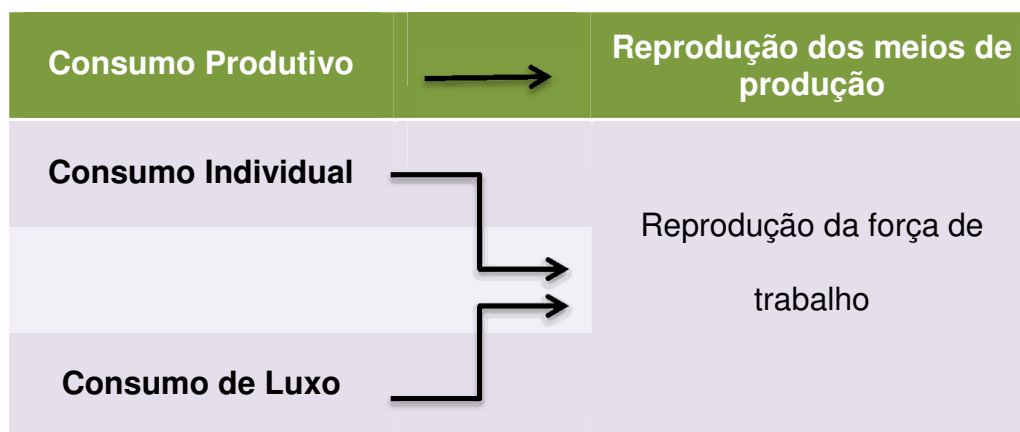 Consumo Produtivo
Reprodução dos meios de
produção
Consumo Individual
Reprodução da força de
trabalho
Consumo de Luxo